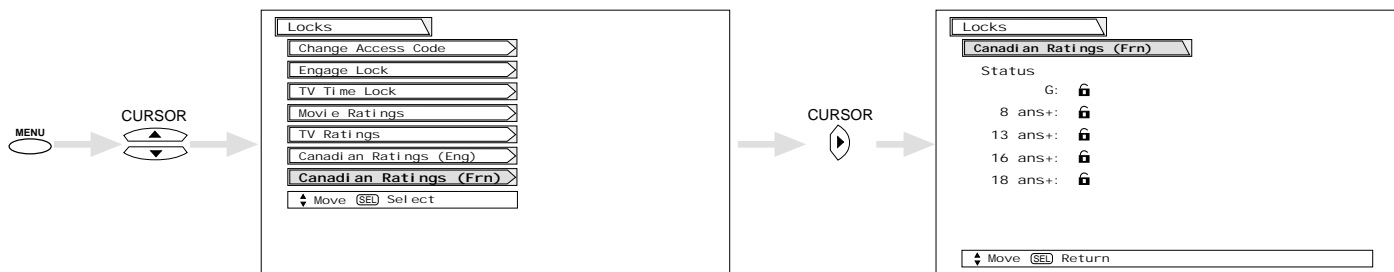 MENU
CURSOR
Locks
Change Access Code
Engage Lock
TV Time Lock
Movie Ratings
TV Ratings
Canadian Ratings (Eng)
Canadian Ratings (Frn)
Move SEL Select
CURSOR
Locks
Canadian Ratings (Frn)
Status
G:
8 ans+:
13 ans+:
16 ans+:
18 ans+:
Move SEL Return